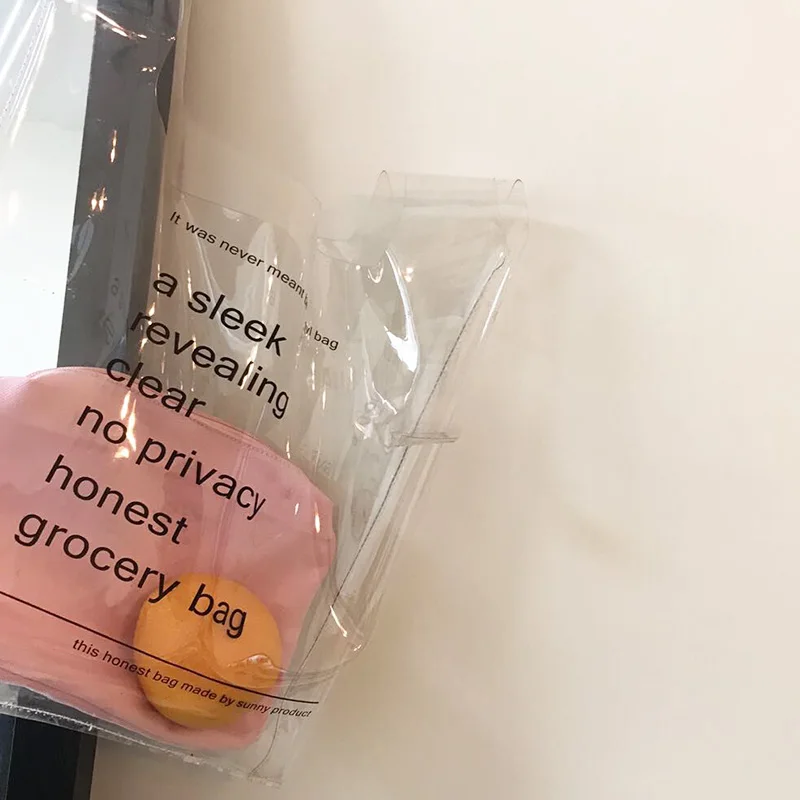 It was never meant
bag
a sleek
revealing
clear
no privacy
honest
grocery bag
this honest bag made by sunny product